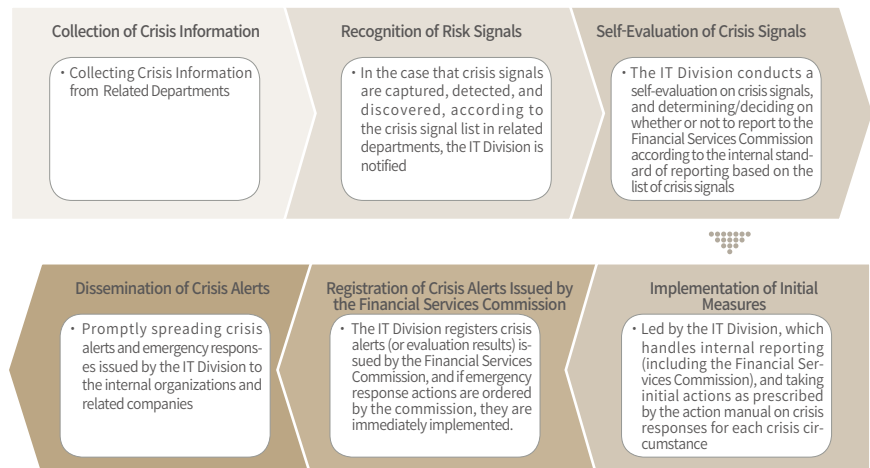 Collection of Crisis Information
• Collecting Crisis Information
from Related Departments
Recognition of Risk Signals
• In the case that crisis signals
are captured, detected, and
discovered, according to
the crisis signal list in related
departments, the IT Division is
notified
Self-Evaluation of Crisis Signals
• The IT Division conducts a
self-evaluation on crisis signals,
and determining/deciding on
whether or not to report to the
Financial Services Commission
according to the internal stand-
ard of reporting based on the
list of crisis signals
Implementation of Initial
Measures
• Led by the IT Division, which
handles internal reporting
(including the Financial Ser-
vices Commission), and taking
initial actions as prescribed
by the action manual on crisis
responses for each crisis cir-
cumstance
Registration of Crisis Alerts Issued by
the Financial Services Commission
• The IT Division registers crisis
alerts (or evaluation results) is-
sued by the Financial Services
Commission, and if emergency
response actions are ordered
by the commission, they are
immediately implemented.
Dissemination of Crisis Alerts
• Promptly spreading crisis
alerts and emergency respons-
es issued by the IT Division to
the internal organizations and
related companies